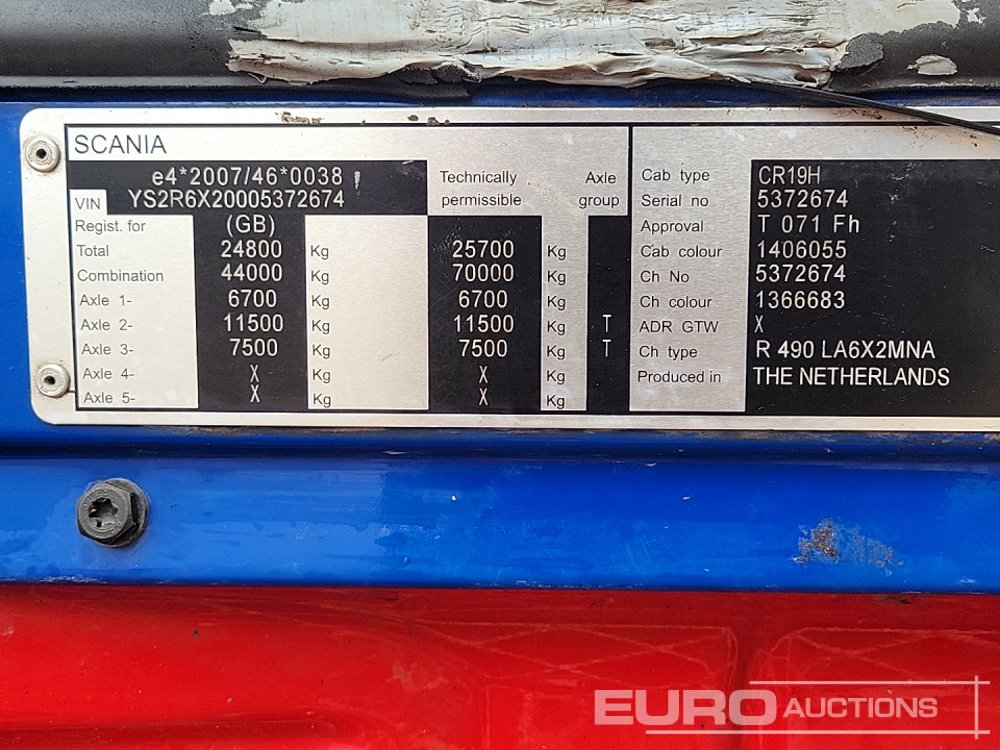 SCANIA
e4*2007/46*0038
VIN YS2R6X20005372674
Technically permissible
Axle group
Regist. for (GB)
Total 24800 Kg 25700 Kg
Combination 44000 Kg 70000 Kg
Axle 1- 6700 Kg 6700 Kg
Axle 2- 11500 Kg 11500 Kg T
Axle 3- 7500 Kg 7500 Kg T
Axle 4- X Kg X Kg
Axle 5- X Kg X Kg
Cab type CR19H
Serial no 5372674
Approval T 071 Fh
Cab colour 1406055
Ch No 5372674
Ch colour 1366683
ADR GTW X
Ch type R 490 LA6X2MNA
Produced in THE NETHERLANDS
EURO AUCTIONS